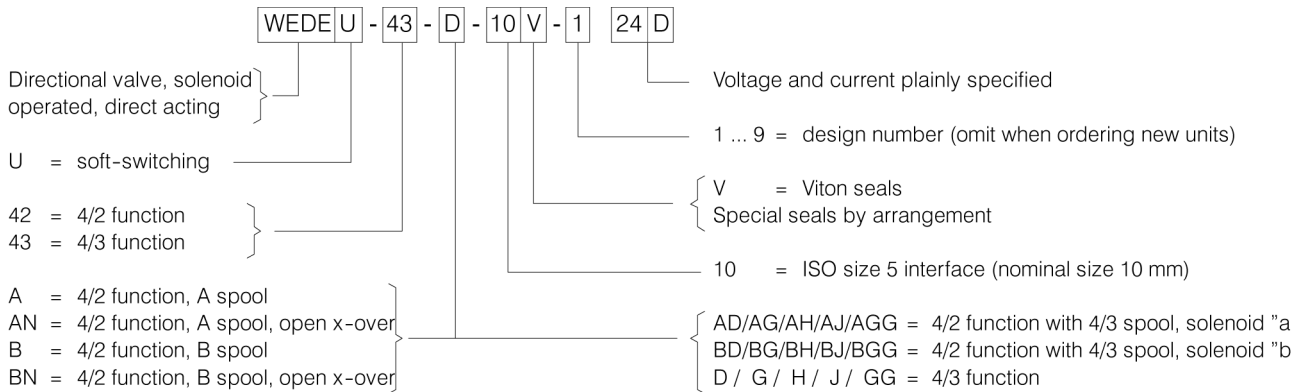 WEDE U - 43 - D - 10 V - 1 24 D
Directional valve, solenoid
operated, direct acting
U = soft-switching
42 = 4/2 function
43 = 4/3 function
A = 4/2 function, A spool
AN = 4/2 function, A spool, open x-over
B = 4/2 function, B spool
BN = 4/2 function, B spool, open x-over
Voltage and current plainly specified
1 ... 9 = design number (omit when ordering new units)
V = Viton seals
Special seals by arrangement
10 = ISO size 5 interface (nominal size 10 mm)
AD/AG/AH/AJ/AGG = 4/2 function with 4/3 spool, solenoid "a
BD/BG/BH/BJ/BGG = 4/2 function with 4/3 spool, solenoid "b
D / G / H / J / GG = 4/3 function